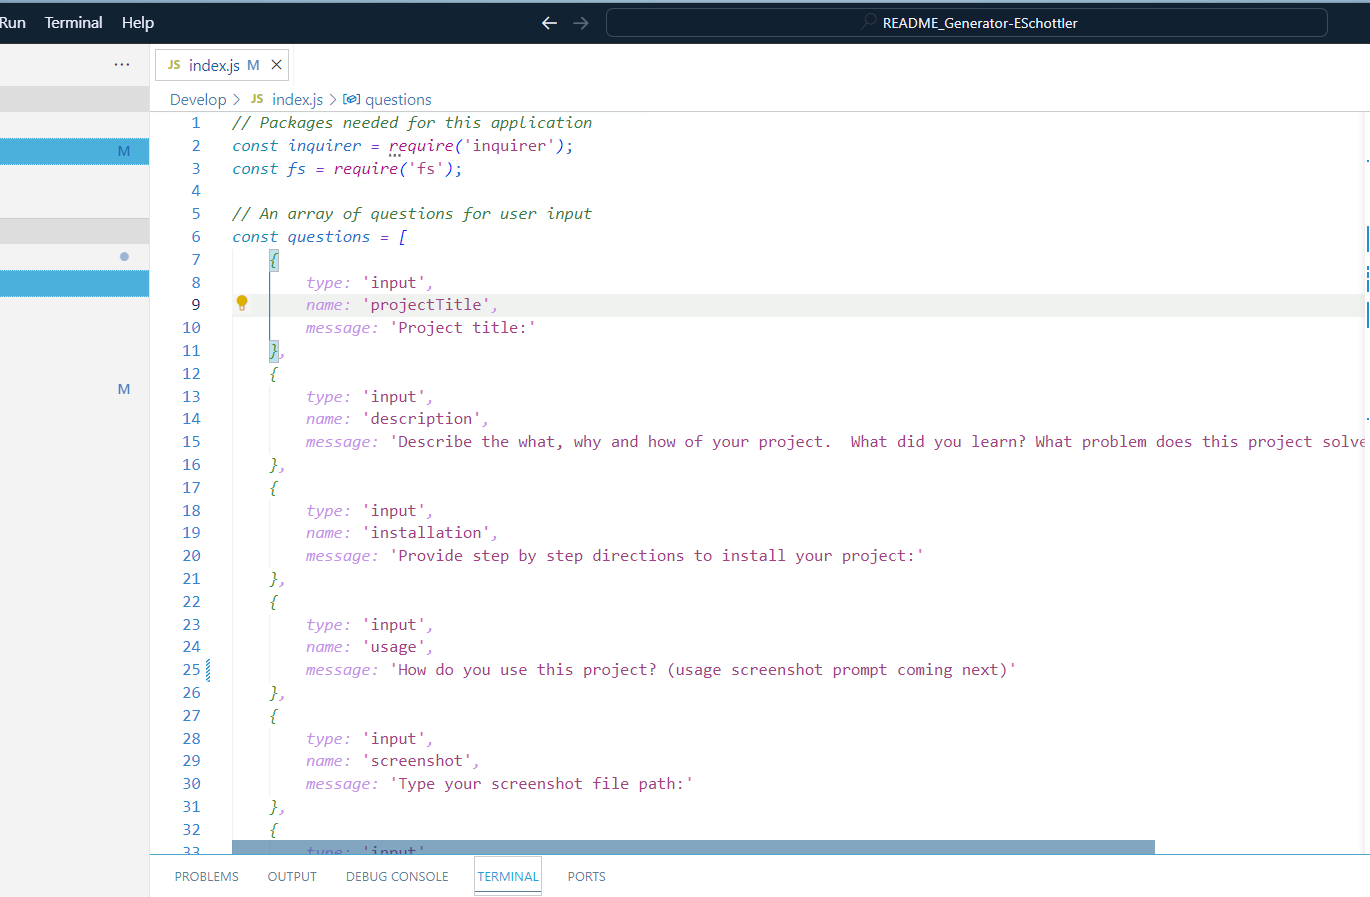 Run Terminal Help ← → README_Generator-ESchottler
... JS index.js M ×
Develop > JS index.js > questions
1 // Packages needed for this application
M 2 const inquirer = require('inquirer');
3 const fs = require('fs');
4
5 // An array of questions for user input
6 const questions = [
7 {
8 type: 'input',
9 name: 'projectTitle',
10 message: 'Project title:'
11 },
12 {
M 13 type: 'input',
14 name: 'description',
15 message: 'Describe the what, why and how of your project.  What did you learn? What problem does this project solve
16 },
17 {
18 type: 'input',
19 name: 'installation',
20 message: 'Provide step by step directions to install your project:'
21 },
22 {
23 type: 'input',
24 name: 'usage',
25 message: 'How do you use this project? (usage screenshot prompt coming next)'
26 },
27 {
28 type: 'input',
29 name: 'screenshot',
30 message: 'Type your screenshot file path:'
31 },
32 {
33 type: 'input'
PROBLEMS OUTPUT DEBUG CONSOLE TERMINAL PORTS